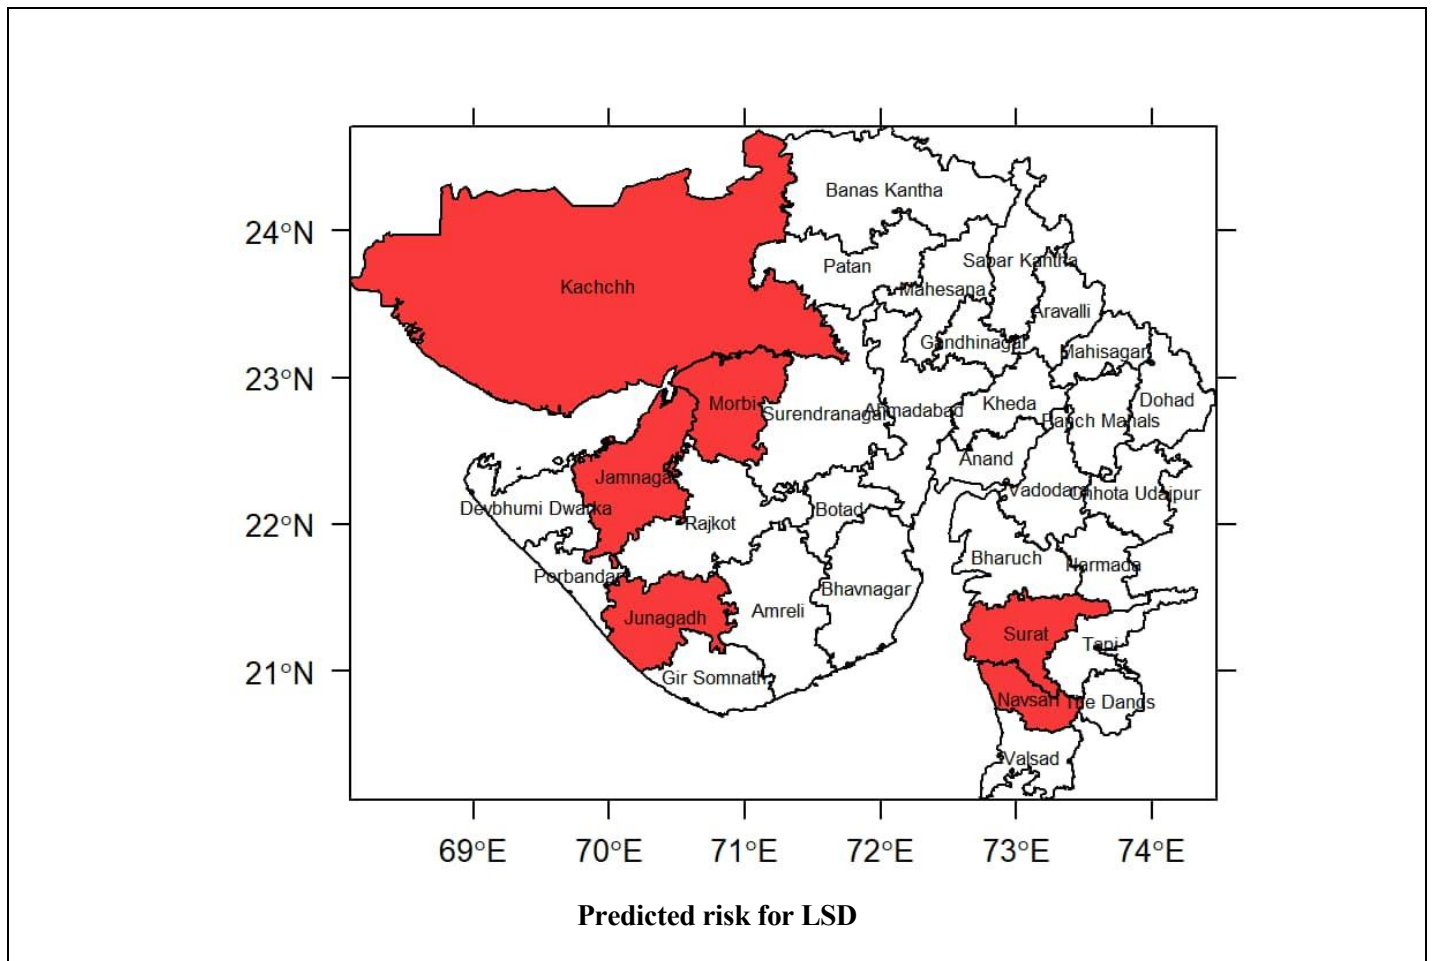 Banas Kantha
24°N
Patan
Sabar Kantha
Kachchh
Mahesana
Aravalli
Gandhinagar
Mahisagar
23°N
Morbi
Surendranagar
Ahmadabad
Kheda
Panch Mahals
Dohad
Anand
Jamnagar
Vadodara
Chhota Udaipur
Devbhumi Dwarka
Botad
22°N
Rajkot
Bharuch
Narmada
Porbandar
Bhavnagar
Junagadh
Amreli
Surat
Tapi
21°N
Gir Somnath
Navsari
The Dangs
Valsad
69°E 70°E 71°E 72°E 73°E 74°E
Predicted risk for LSD